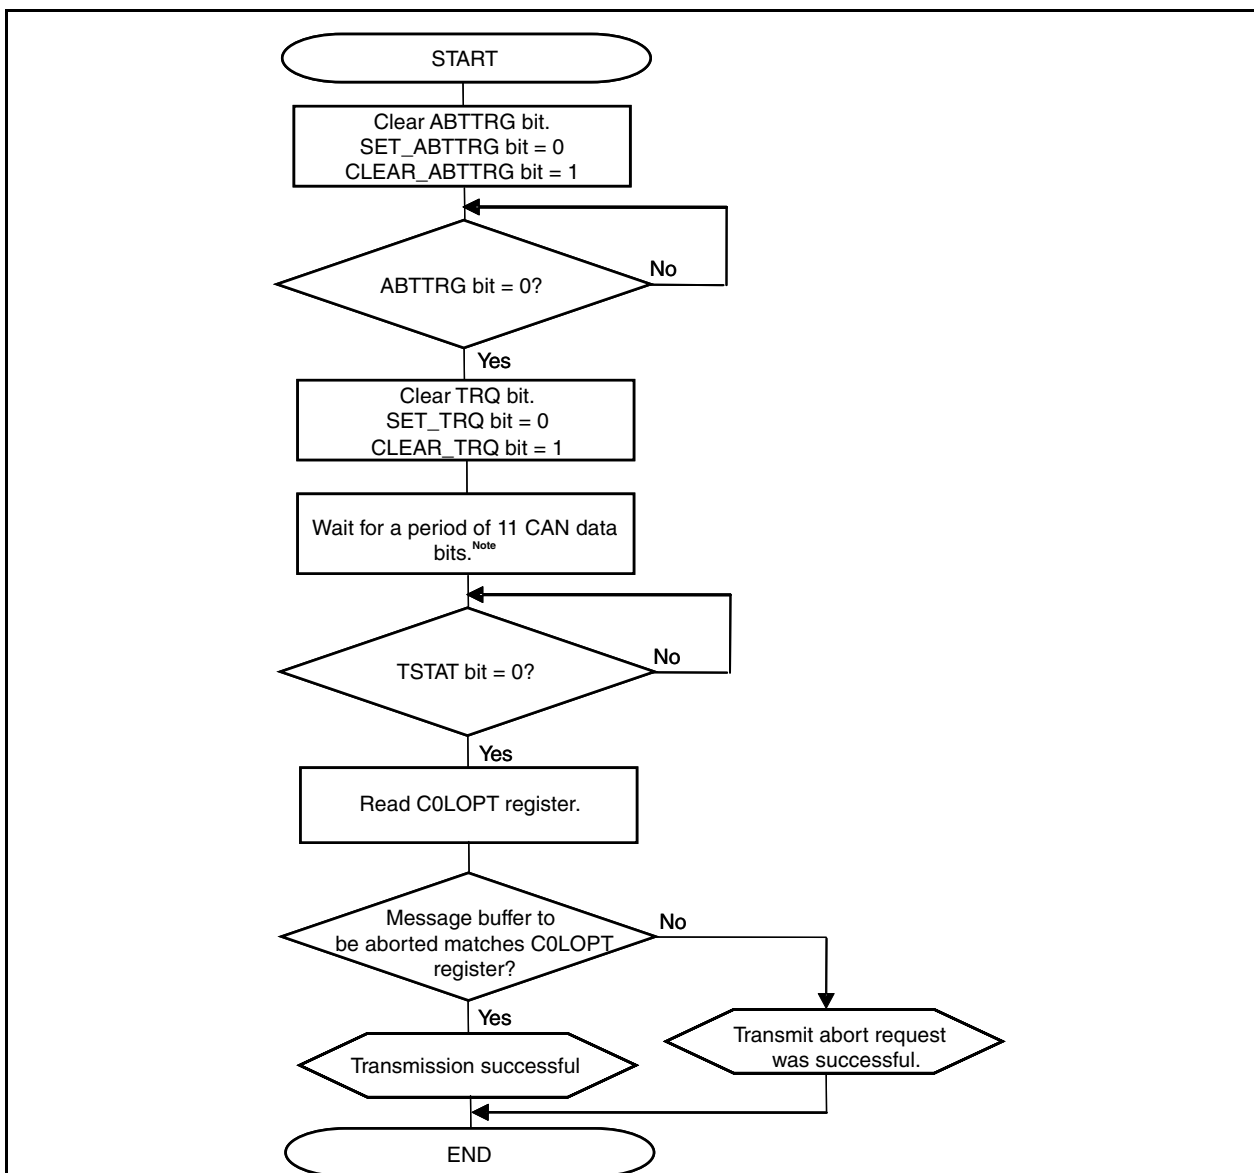 START
Clear ABTTRG bit.
SET_ABTTRG bit = 0
CLEAR_ABTTRG bit = 1
ABTTRG bit = 0?
No
Yes
Clear TRQ bit.
SET_TRQ bit = 0
CLEAR_TRQ bit = 1
Wait for a period of 11 CAN data
bits.Note
TSTAT bit = 0?
No
Yes
Read C0LOPT register.
Message buffer to
be aborted matches C0LOPT
register?
No
Yes
Transmission successful
Transmit abort request
was successful.
END